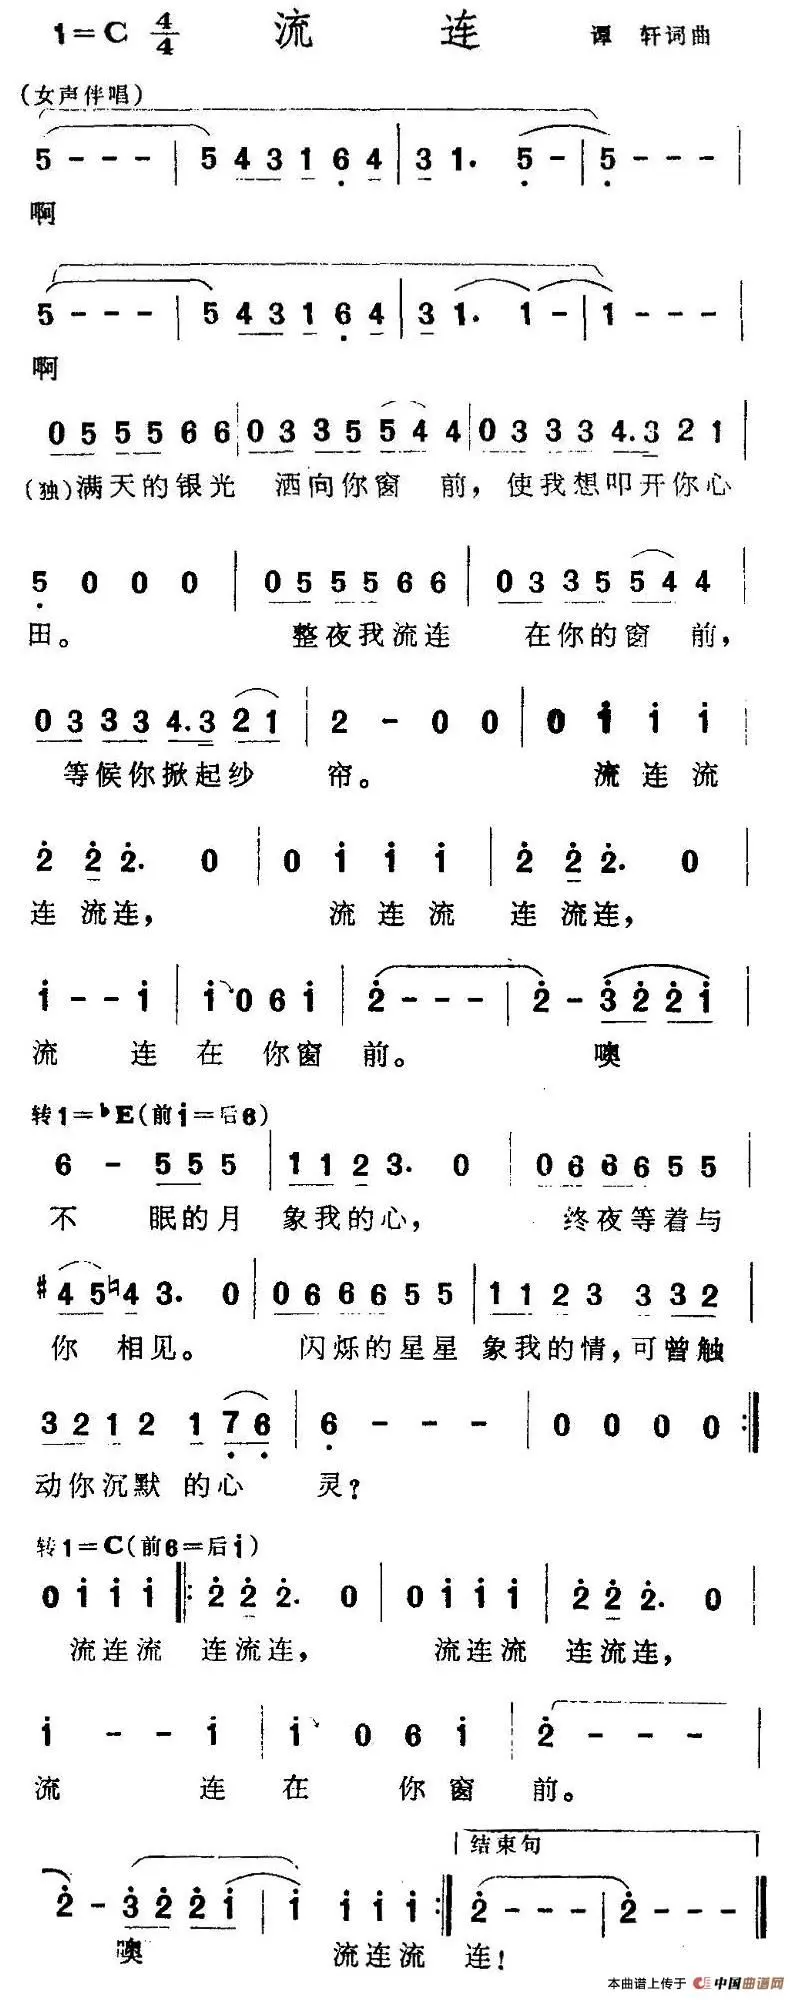 1=C 4/4 流 连 谭 轩词曲
(女声伴唱)
5 - - - | 5 4 3 1 6 4 | 3 1. 5 - | 5 - - - |
啊
5 - - - | 5 4 3 1 6 4 | 3 1. 1 - | 1 - - - |
啊
0 5 5 5 6 6 | 0 3 3 5 5 4 4 | 0 3 3 3 4.3 2 1 |
(独)满天的银光 洒向你窗 前，使我想叩开你心
5 0 0 0 | 0 5 5 5 6 6 | 0 3 3 5 5 4 4 |
田。 整夜我流连 在你的窗 前，
0 3 3 3 4.3 2 1 | 2 - 0 0 | 0 i i i |
等候你掀起纱 帘。 流连流
2 2 2. 0 | 0 i i i | 2 2 2. 0 |
连 流连， 流 连 流 连 流连，
i - - i | i 0 6 i | 2 - - - | 2 - 3 2 2 i |
流 连 在 你窗 前。 噢
转1=♭E(前i=后6)
6 - 5 5 5 | 1 1 2 3. 0 | 0 6 6 6 5 5 |
不 眠的月 象我的心， 终夜等着与
♯4 5 ♮4 3. 0 | 0 6 6 6 5 5 | 1 1 2 3 3 3 2 |
你 相见。 闪烁的星星 象我的情，可曾触
3 2 1 2 1 7 6 | 6 - - - | 0 0 0 0 :|
动你沉默 的心 灵？
转1=C(前6=后i)
0 i i i |: 2 2 2. 0 | 0 i i i | 2 2 2. 0 |
流连流 连流连， 流连流 连流连，
i - - i | i 0 6 i | 2 - - - |
流 连 在 你 窗 前。
结束句
2 - 3 2 2 i | i i i i :| 2 - - - | 2 - - - |
噢 流连流 连！
本曲谱上传于 中国曲谱网